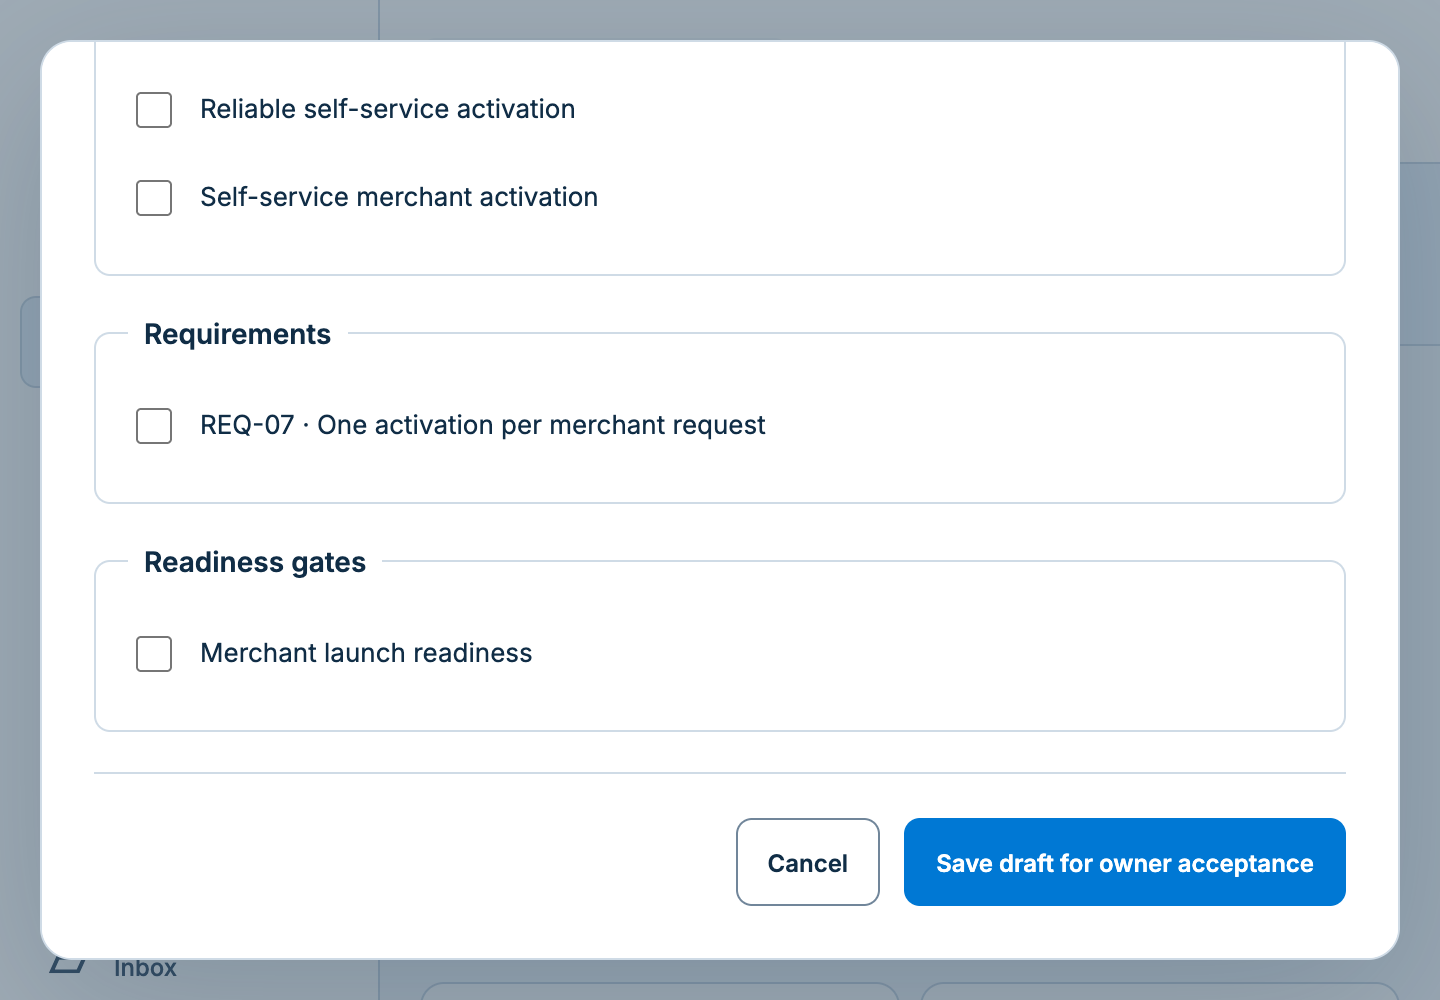 Reliable self-service activation
Self-service merchant activation
Requirements
REQ-07 · One activation per merchant request
Readiness gates
Merchant launch readiness
Cancel
Save draft for owner acceptance
Inbox